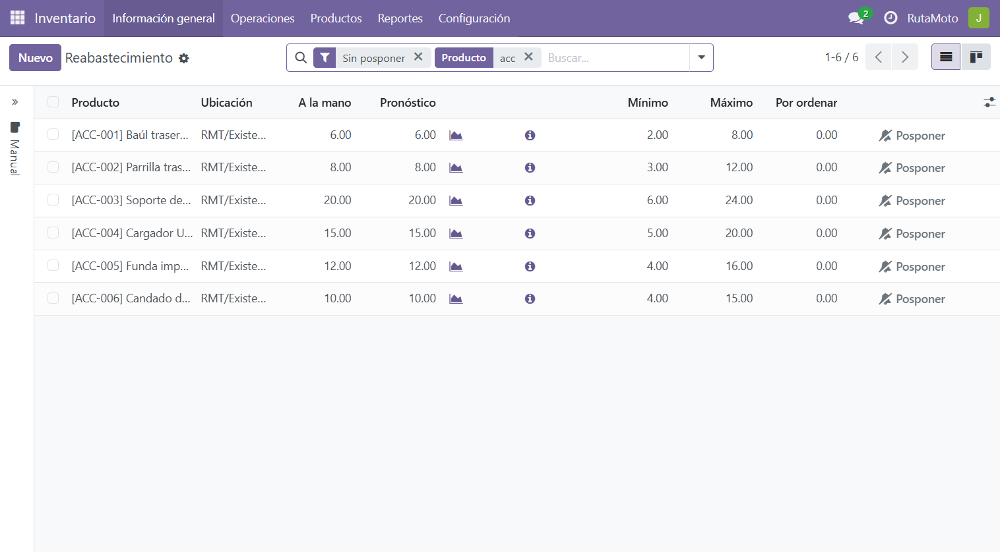 Inventario Información general Operaciones Productos Reportes Configuración 2 RutaMoto J
Nuevo Reabastecimiento Sin posponer Producto acc Buscar... 1-6 / 6
Manual
Producto Ubicación A la mano Pronóstico Mínimo Máximo Por ordenar
[ACC-001] Baúl traser... RMT/Existe... 6.00 6.00 2.00 8.00 0.00 Posponer
[ACC-002] Parrilla tras... RMT/Existe... 8.00 8.00 3.00 12.00 0.00 Posponer
[ACC-003] Soporte de... RMT/Existe... 20.00 20.00 6.00 24.00 0.00 Posponer
[ACC-004] Cargador U... RMT/Existe... 15.00 15.00 5.00 20.00 0.00 Posponer
[ACC-005] Funda imp... RMT/Existe... 12.00 12.00 4.00 16.00 0.00 Posponer
[ACC-006] Candado d... RMT/Existe... 10.00 10.00 4.00 15.00 0.00 Posponer